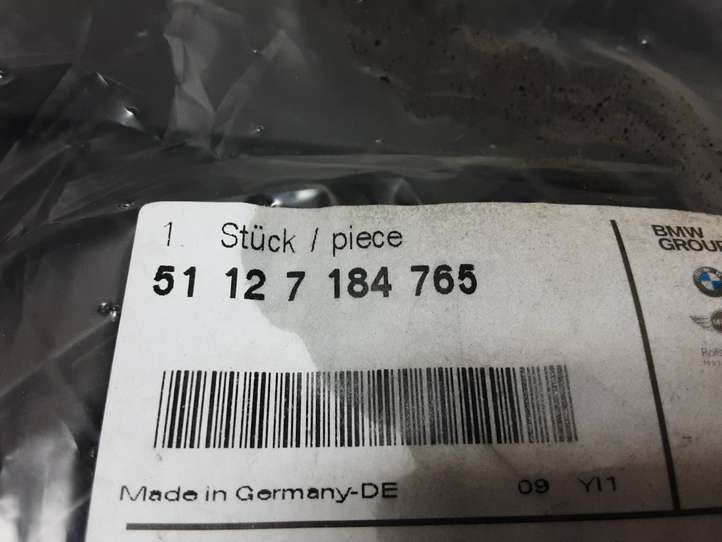 1 Stück / piece
BMW
GROUP
51 12 7 184 765
Made in Germany-DE 09 YI1